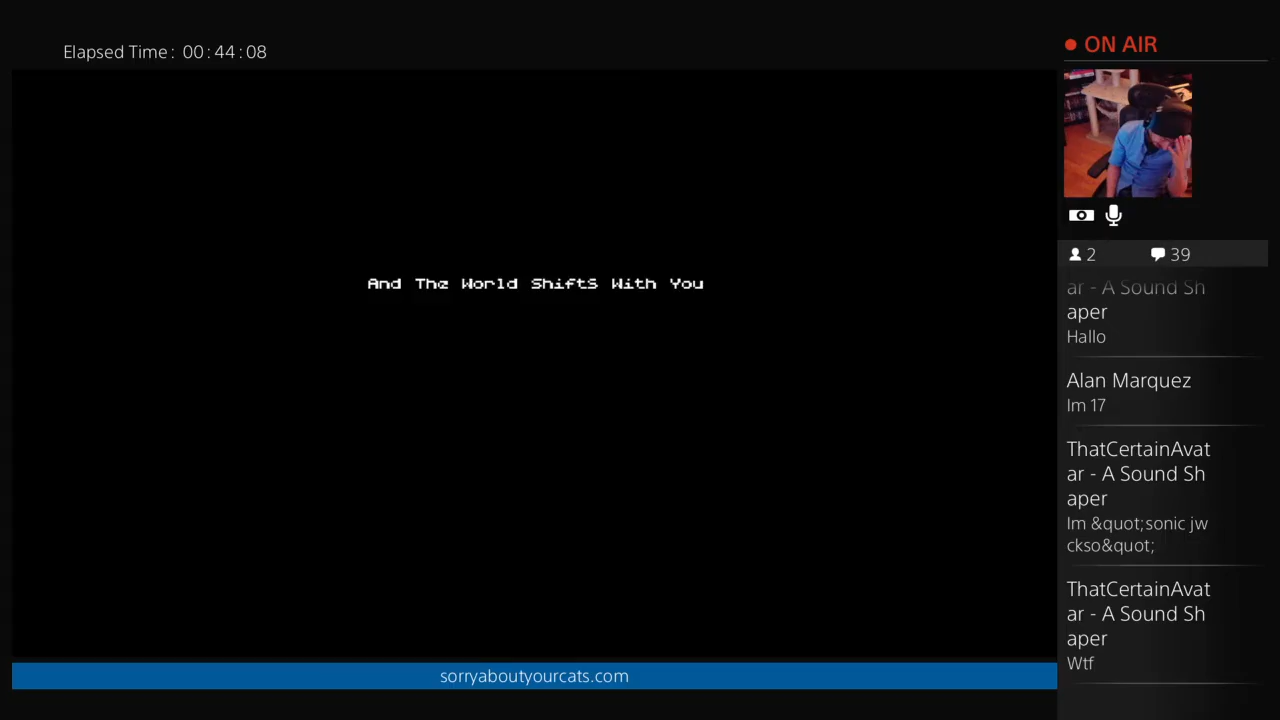 Elapsed Time: 00:44:08
ON AIR
And The World ShiftS With You
2 39
ar - A Sound Sh
aper
Hallo
Alan Marquez
Im 17
ThatCertainAvat
ar - A Sound Sh
aper
Im &quot;sonic jw
ckso&quot;
ThatCertainAvat
ar - A Sound Sh
aper
Wtf
sorryaboutyourcats.com